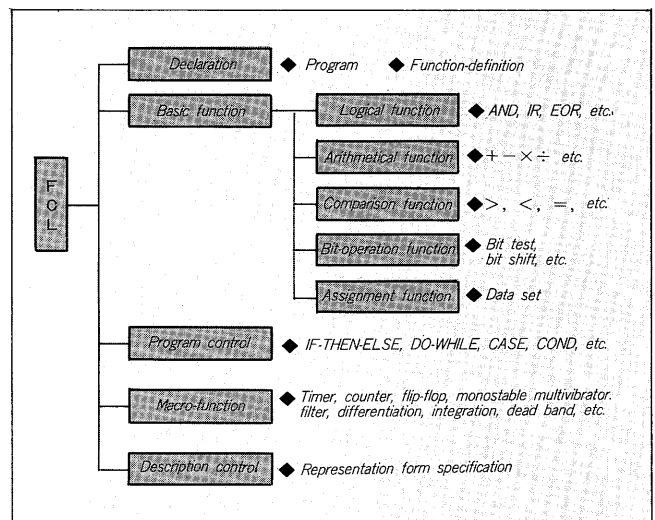 Declaration ◆ Program ◆ Function-definition
Basic function Logical function ◆ AND, IR, EOR, etc.
Arithmetical function ◆ + − × ÷ etc.
Comparison function ◆ >, <, =, etc.
FCL
Bit-operation function ◆ Bit test,
bit shift, etc.
Assignment function ◆ Data set
Program control ◆ IF-THEN-ELSE, DO-WHILE, CASE, COND, etc.
Macro-function ◆ Timer, counter, flip-flop, monostable multivibrator.
filter, differentiation, integration, dead band, etc.
Description control ◆ Representation form specification